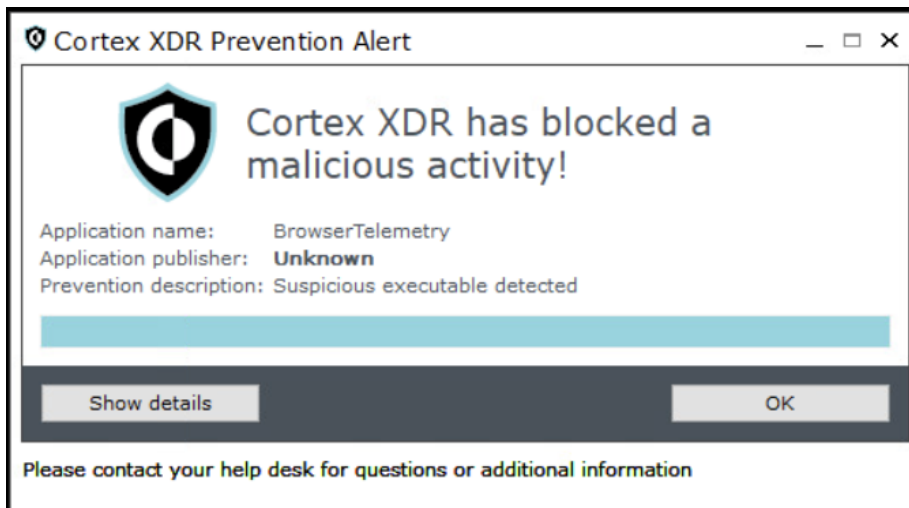 Cortex XDR Prevention Alert
Cortex XDR has blocked a
malicious activity!
Application name: BrowserTelemetry
Application publisher: Unknown
Prevention description: Suspicious executable detected
Show details OK
Please contact your help desk for questions or additional information